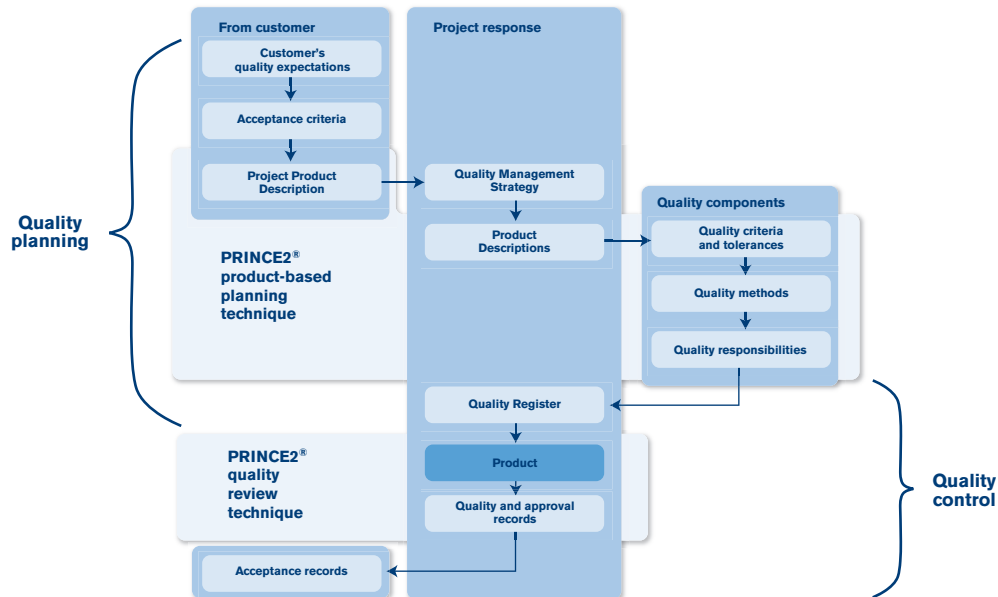 From customer
Customer's
quality expectations
Acceptance criteria
Project Product
Description
Project response
Quality Management
Strategy
Product
Descriptions
Quality components
Quality criteria
and tolerances
Quality methods
Quality responsibilities
Quality
planning
PRINCE2®
product-based
planning
technique
Quality Register
Product
Quality and approval
records
PRINCE2®
quality
review
technique
Acceptance records
Quality
control